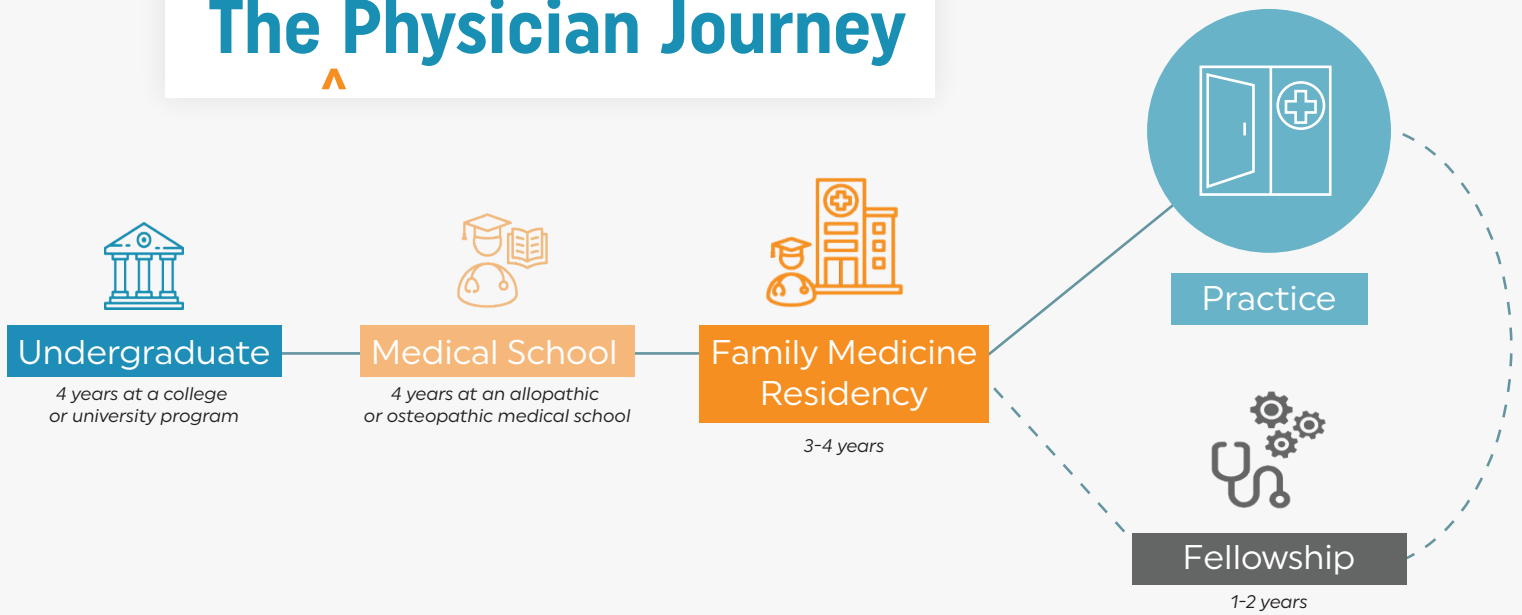 The Physician Journey
^
Undergraduate
4 years at a college
or university program
Medical School
4 years at an allopathic
or osteopathic medical school
Family Medicine
Residency
3-4 years
Practice
Fellowship
1-2 years